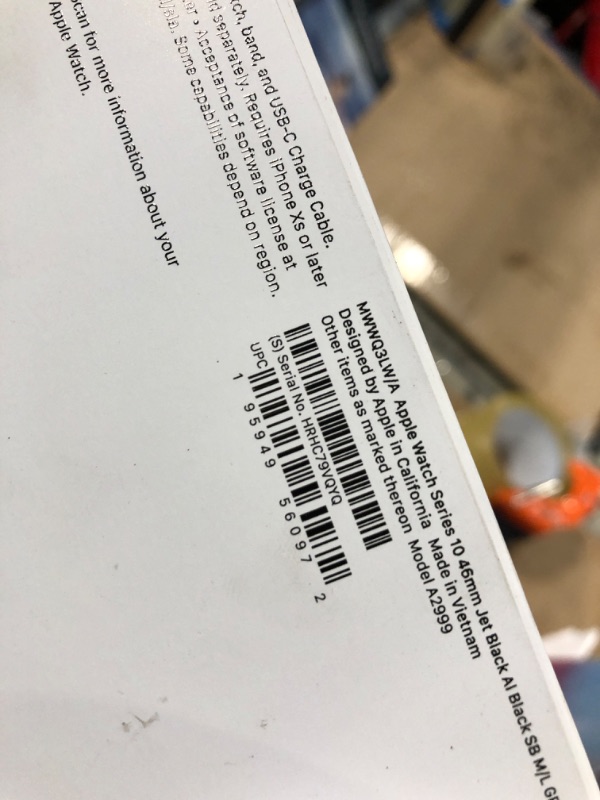 tch, band, and USB-C Charge Cable.
separately. Requires iPhone Xs or later
Acceptance of software license at
Some capabilities depend on region.
scan for more information about your
Apple Watch.
MWWQ3LW/A Apple Watch Series 10 46mm Jet Black Al Black SB M/L
Designed by Apple in California Made in Vietnam
Other items as marked thereon Model A2999
(S) Serial No. HRHC79VQYQ
UPC
1 95949 56097 2